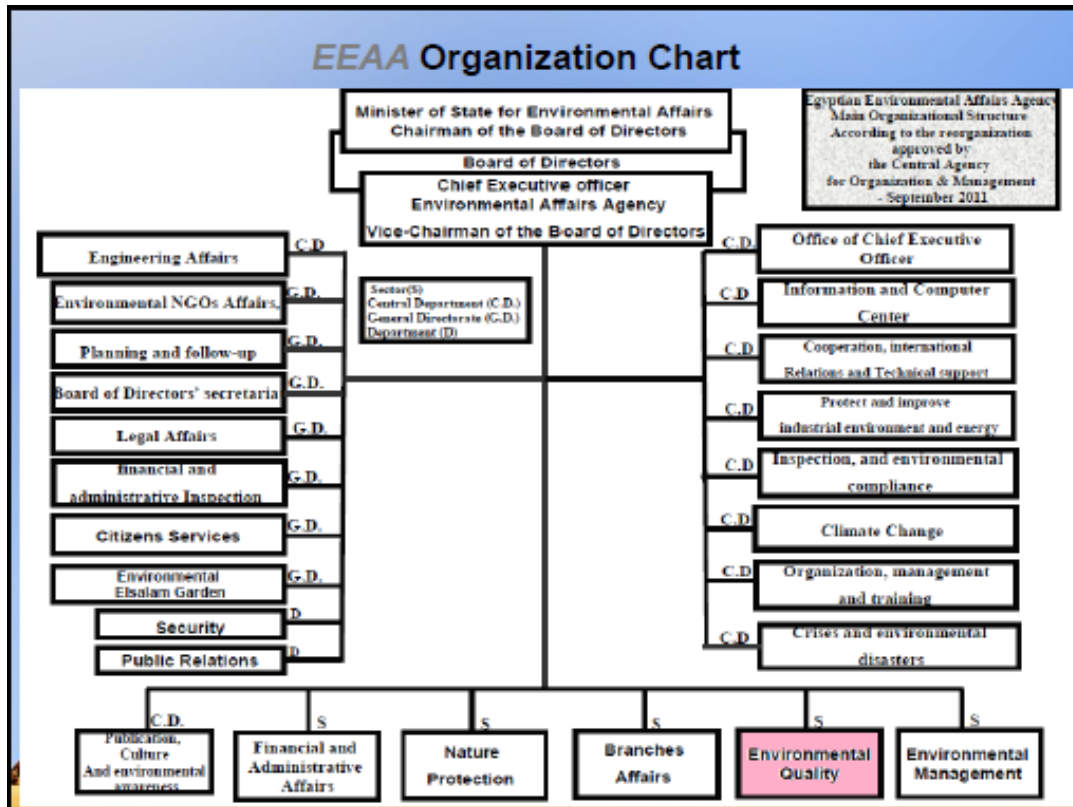 EEAA Organization Chart
Minister of State for Environmental Affairs
Chairman of the Board of Directors
Egyptian Environmental Affairs Agency
Main Organizational Structure
According to the reorganization
approved by
the Central Agency
for Organization & Management
- September 2011
Board of Directors
Chief Executive officer
Environmental Affairs Agency
Vice-Chairman of the Board of Directors
C.D
Engineering Affairs
G.D.
Environmental NGOs Affairs,
G.D.
Planning and follow-up
G.D.
Board of Directors' secretaria
G.D.
Legal Affairs
G.D.
financial and
administrative Inspection
G.D.
Citizens Services
G.D.
Environmental
Elsalam Garden
D
Security
D
Public Relations
Sector(S)
Central Department (C.D.)
General Directorate (G.D.)
Department (D)
C.D.
Office of Chief Executive
Officer
C.D
Information and Computer
Center
C.D
Cooperation, international
Relations and Technical support
C.D
Protect and improve
industrial environment and energy
C.D
Inspection, and environmental
compliance
C.D
Climate Change
C.D
Organization, management
and training
C.D
Crises and environmental
disasters
C.D.
Publication,
Culture
And environmental
awareness
S
Financial and
Administrative
Affairs
S
Nature
Protection
S
Branches
Affairs
S
Environmental
Quality
S
Environmental
Management